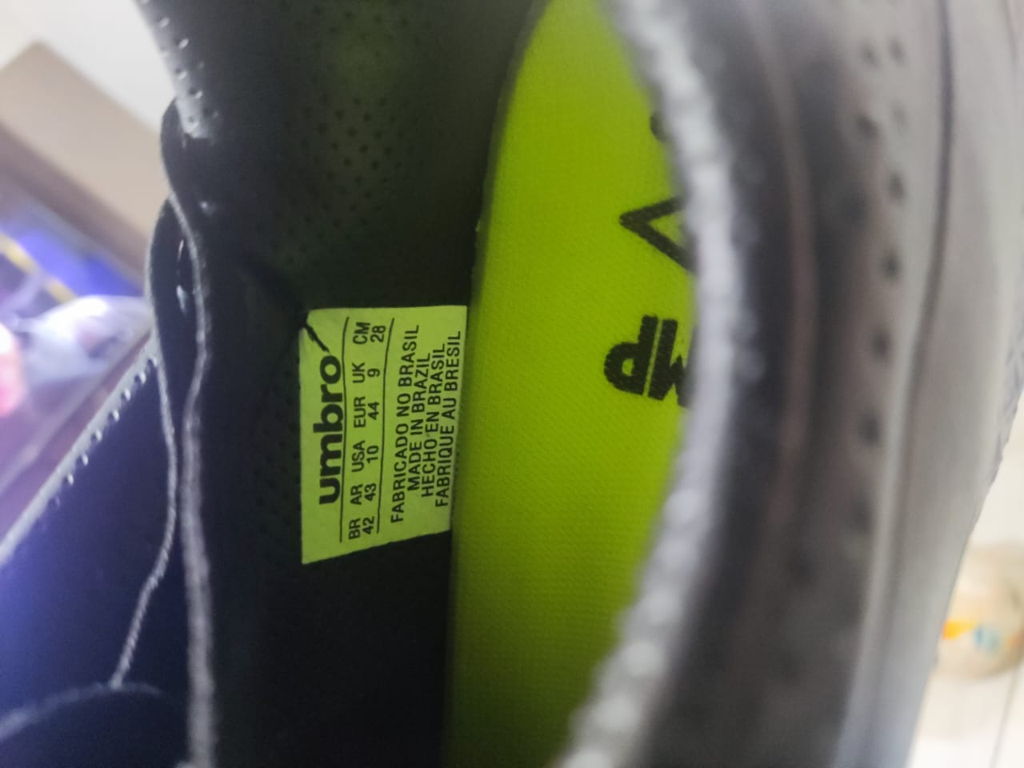 umbro
BR AR USA EUR UK CM
42 43 10 44 9 28
FABRICADO NO BRASIL
MADE IN BRAZIL
HECHO EN BRASIL
FABRIQUE AU BRESIL